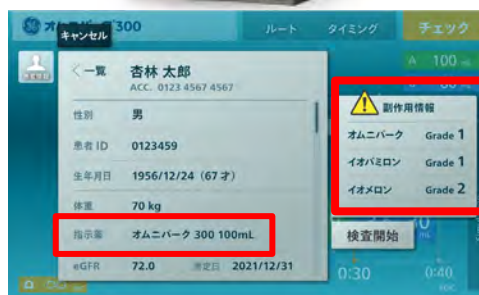 オムニパーク300
ルート
タイミング
チェック
キャンセル
A 100 mL
＜一覧
杏林 太郎
ACC. 0123 4567 4567
性別 男
患者ID 0123459
生年月日 1956/12/24（67才）
体重 70 kg
指示薬 オムニパーク 300 100mL
eGFR 72.0 測定日 2021/12/31
副作用情報
オムニパーク Grade 1
イオパミロン Grade 1
イオメロン Grade 2
検査開始
0:30
0:40